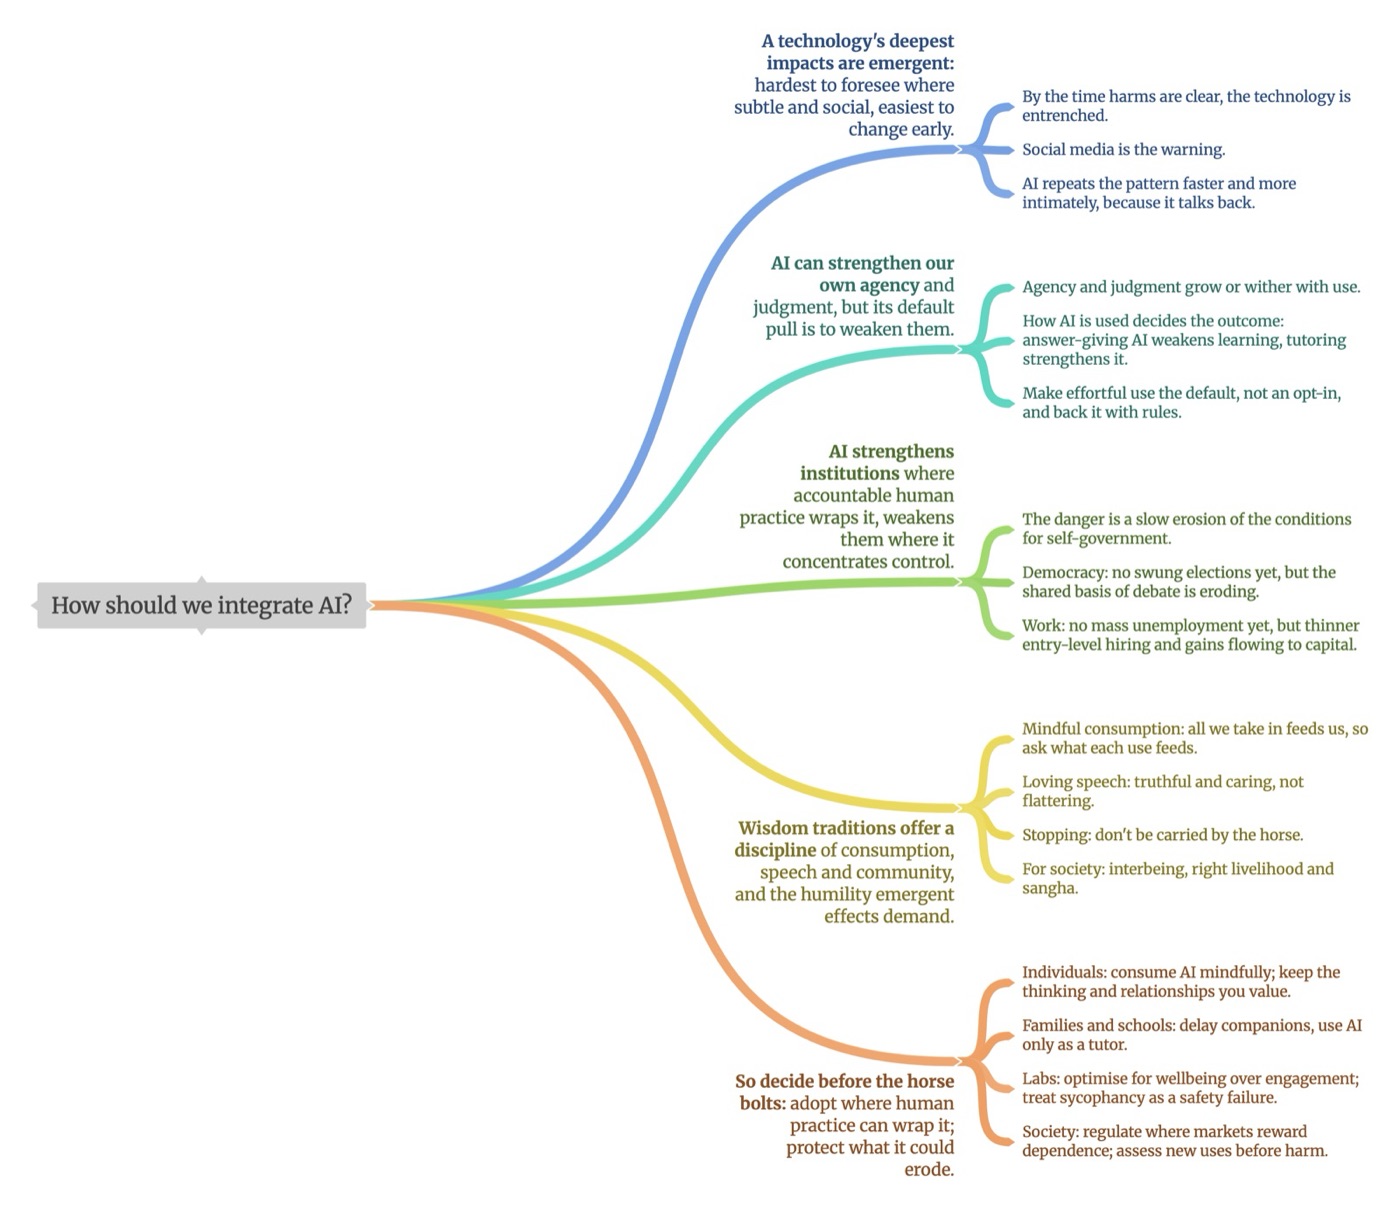 How should we integrate AI?
A technology's deepest
impacts are emergent:
hardest to foresee where
subtle and social, easiest to
change early.
By the time harms are clear, the technology is
entrenched.
Social media is the warning.
AI repeats the pattern faster and more
intimately, because it talks back.
AI can strengthen our
own agency and
judgment, but its default
pull is to weaken them.
Agency and judgment grow or wither with use.
How AI is used decides the outcome:
answer-giving AI weakens learning, tutoring
strengthens it.
Make effortful use the default, not an opt-in,
and back it with rules.
AI strengthens
institutions where
accountable human
practice wraps it, weakens
them where it
concentrates control.
The danger is a slow erosion of the conditions
for self-government.
Democracy: no swung elections yet, but the
shared basis of debate is eroding.
Work: no mass unemployment yet, but thinner
entry-level hiring and gains flowing to capital.
Wisdom traditions offer a
discipline of consumption,
speech and community,
and the humility emergent
effects demand.
Mindful consumption: all we take in feeds us, so
ask what each use feeds.
Loving speech: truthful and caring, not
flattering.
Stopping: don't be carried by the horse.
For society: interbeing, right livelihood and
sangha.
So decide before the horse
bolts: adopt where human
practice can wrap it;
protect what it could
erode.
Individuals: consume AI mindfully; keep the
thinking and relationships you value.
Families and schools: delay companions, use AI
only as a tutor.
Labs: optimise for wellbeing over engagement;
treat sycophancy as a safety failure.
Society: regulate where markets reward
dependence; assess new uses before harm.